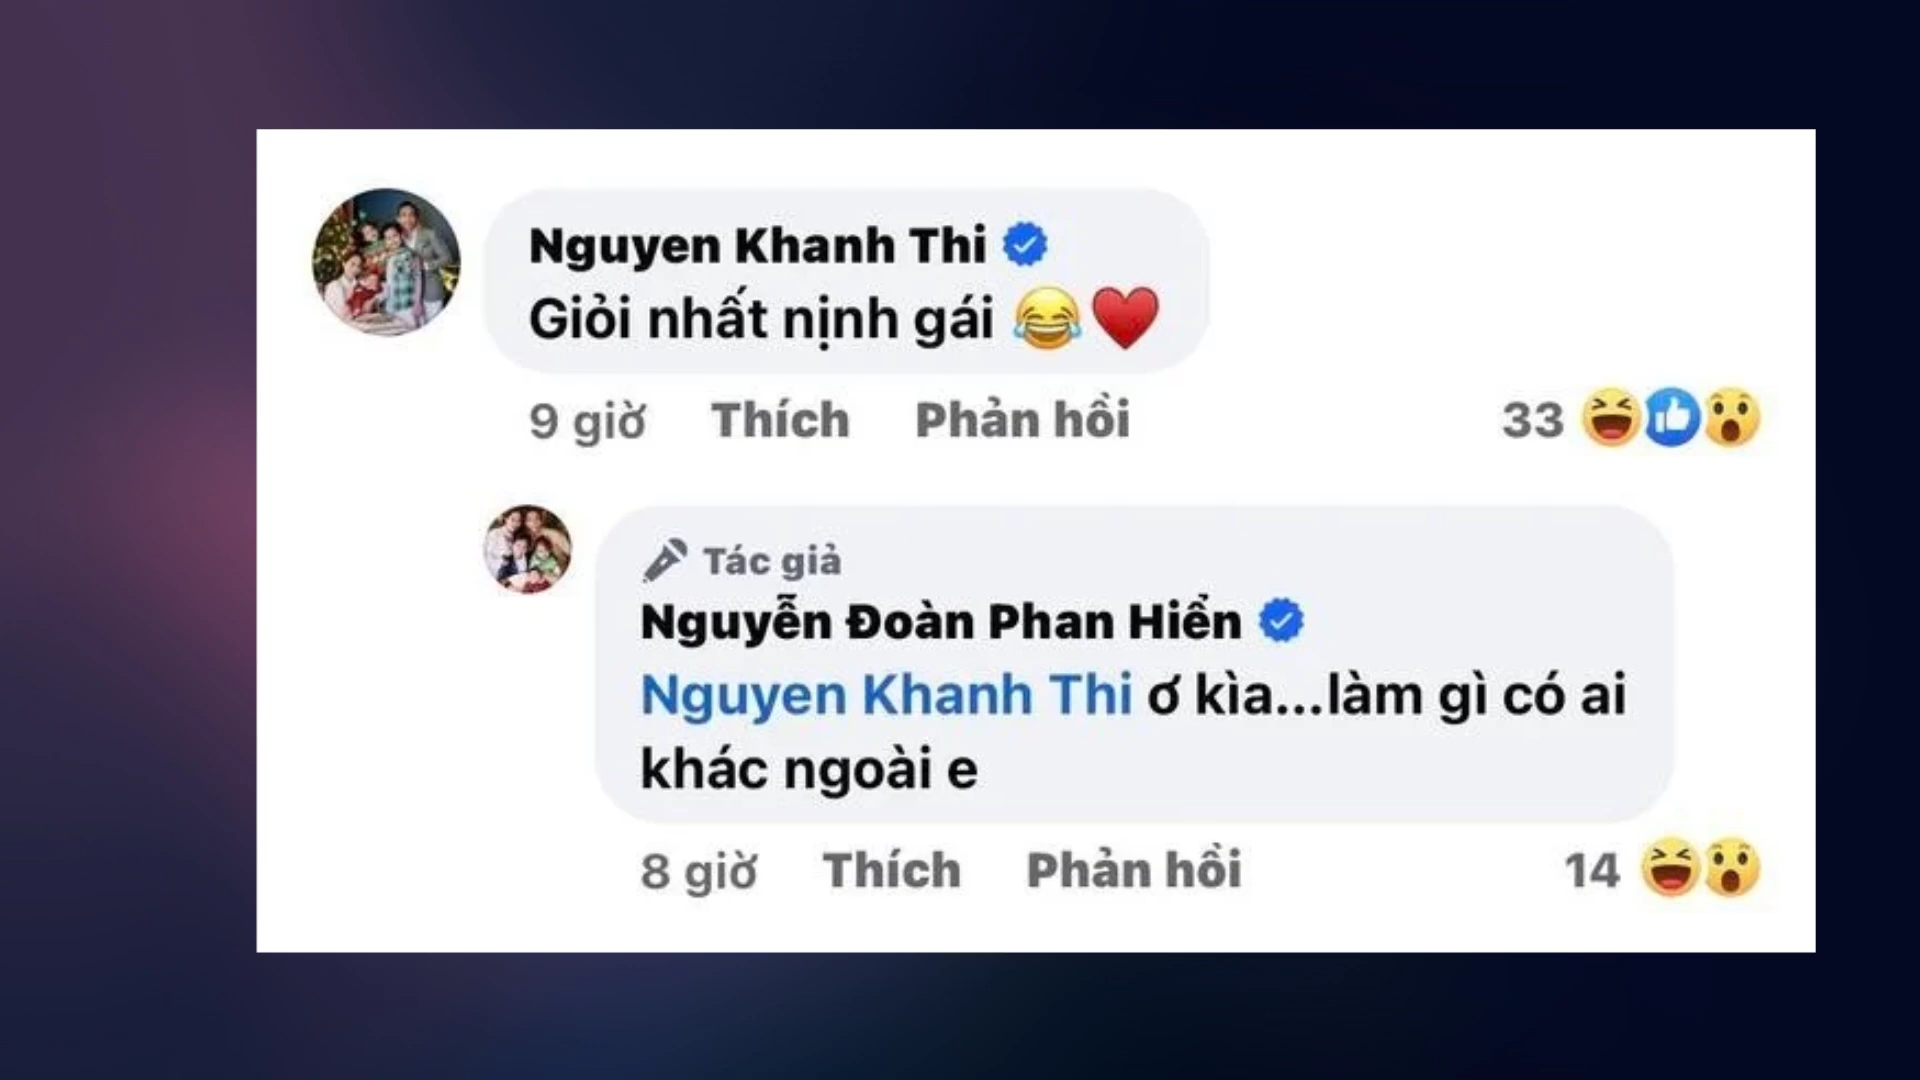 Nguyen Khanh Thi
Giỏi nhất nịnh gái 😂❤️
9 giờ Thích Phản hồi 33
Tác giả
Nguyễn Đoàn Phan Hiển
Nguyen Khanh Thi ơ kìa...làm gì có ai
khác ngoài e
8 giờ Thích Phản hồi 14